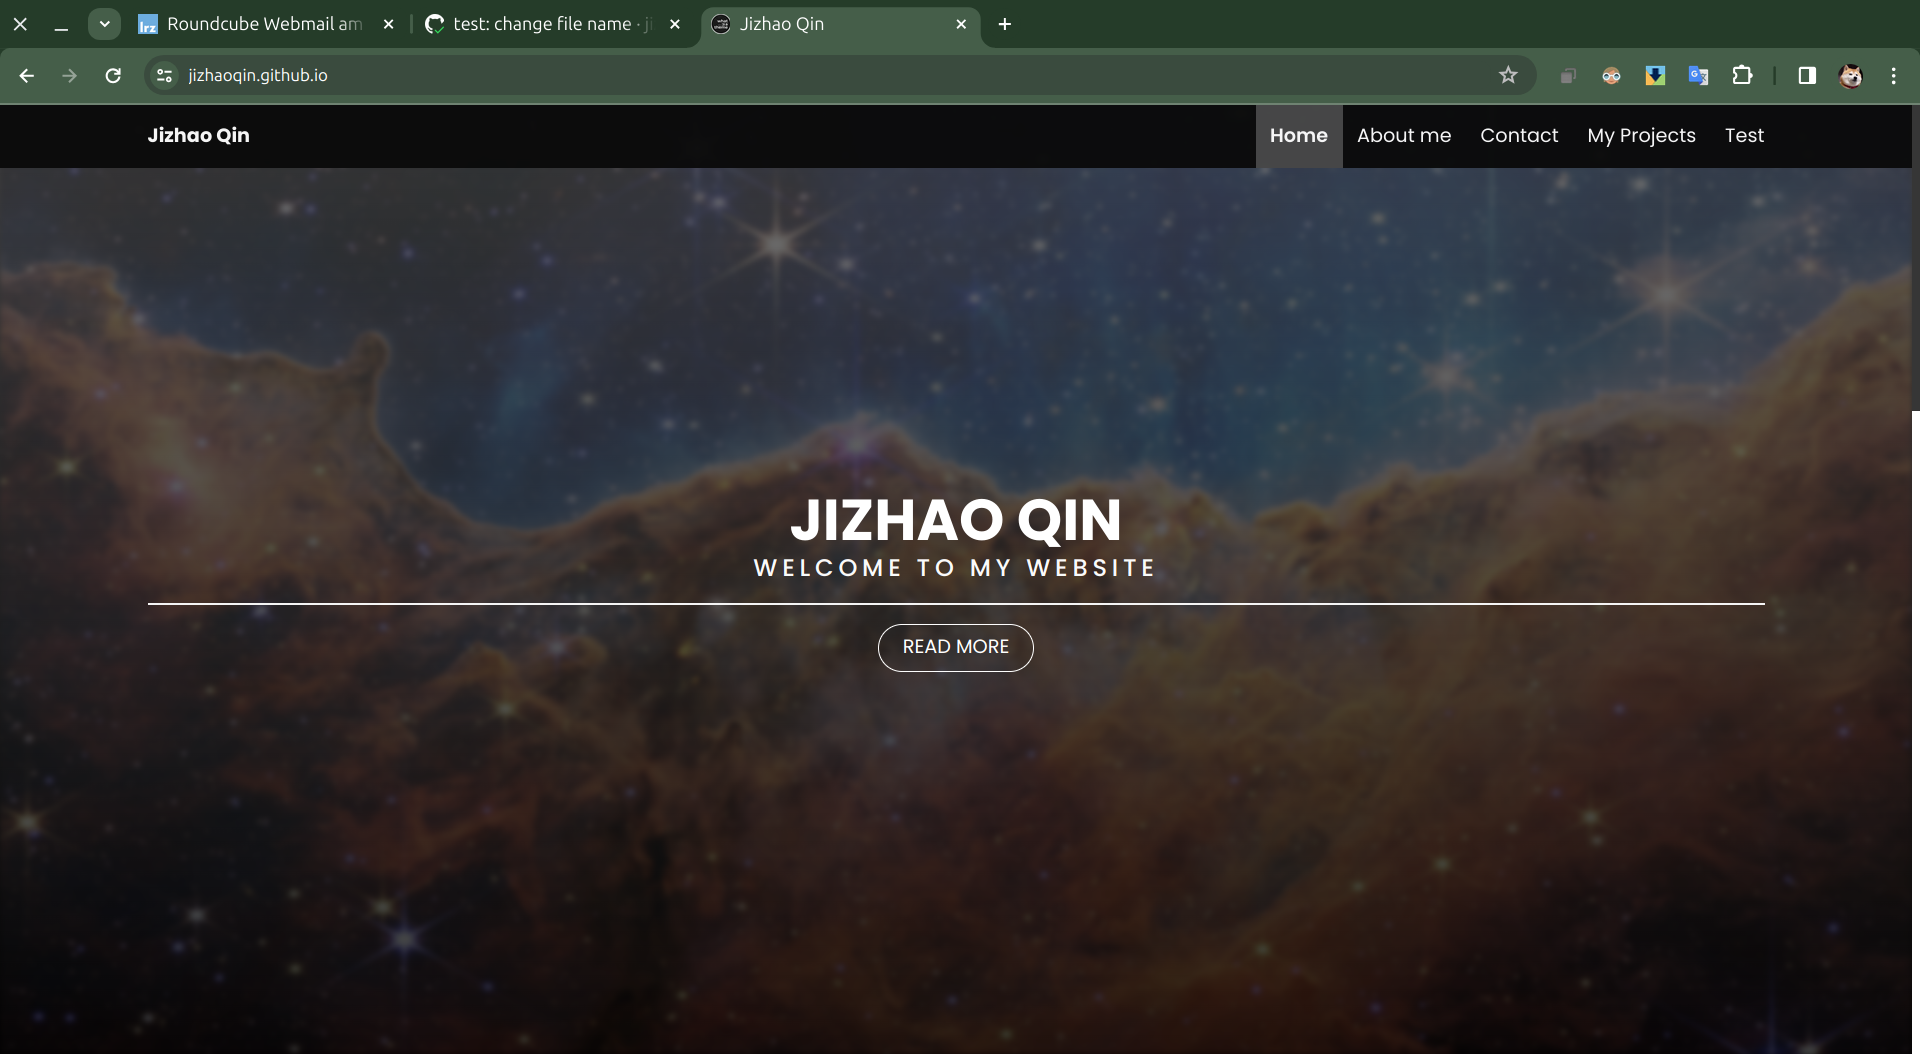 Roundcube Webmail am
test: change file name · ji
Jizhao Qin
jizhaoqin.github.io
Jizhao Qin
Home
About me
Contact
My Projects
Test
JIZHAO QIN
WELCOME TO MY WEBSITE
READ MORE
lrz